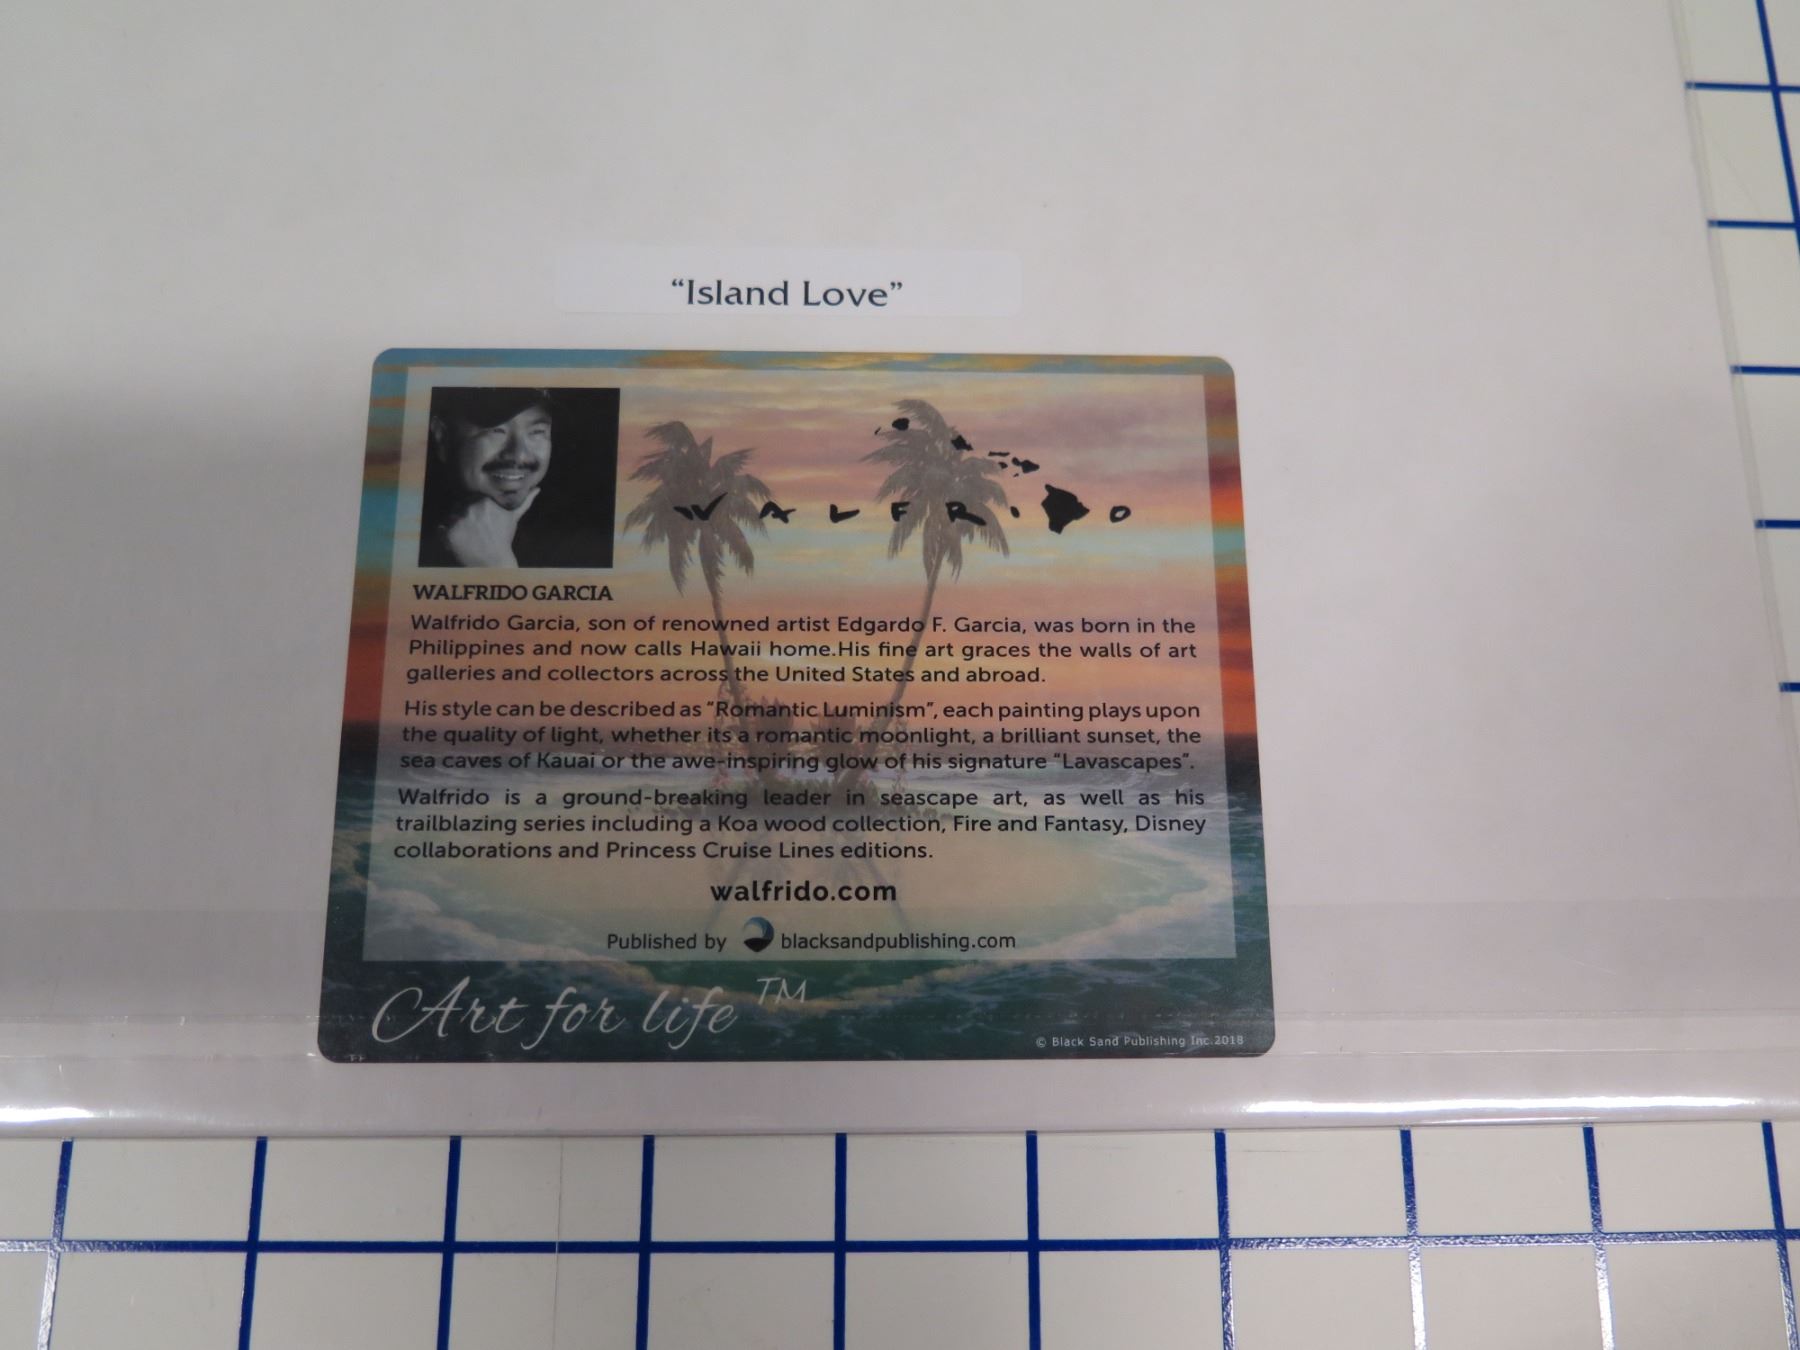 “Island Love”
WALFRIDO
WALFRIDO GARCIA
Walfrido Garcia, son of renowned artist Edgardo F. Garcia, was born in the
Philippines and now calls Hawaii home.His fine art graces the walls of art
galleries and collectors across the United States and abroad.
His style can be described as “Romantic Luminism”, each painting plays upon
the quality of light, whether its a romantic moonlight, a brilliant sunset, the
sea caves of Kauai or the awe-inspiring glow of his signature “Lavascapes”.
Walfrido is a ground-breaking leader in seascape art, as well as his
trailblazing series including a Koa wood collection, Fire and Fantasy, Disney
collaborations and Princess Cruise Lines editions.
walfrido.com
Published by blacksandpublishing.com
Art for life™
© Black Sand Publishing Inc.2018